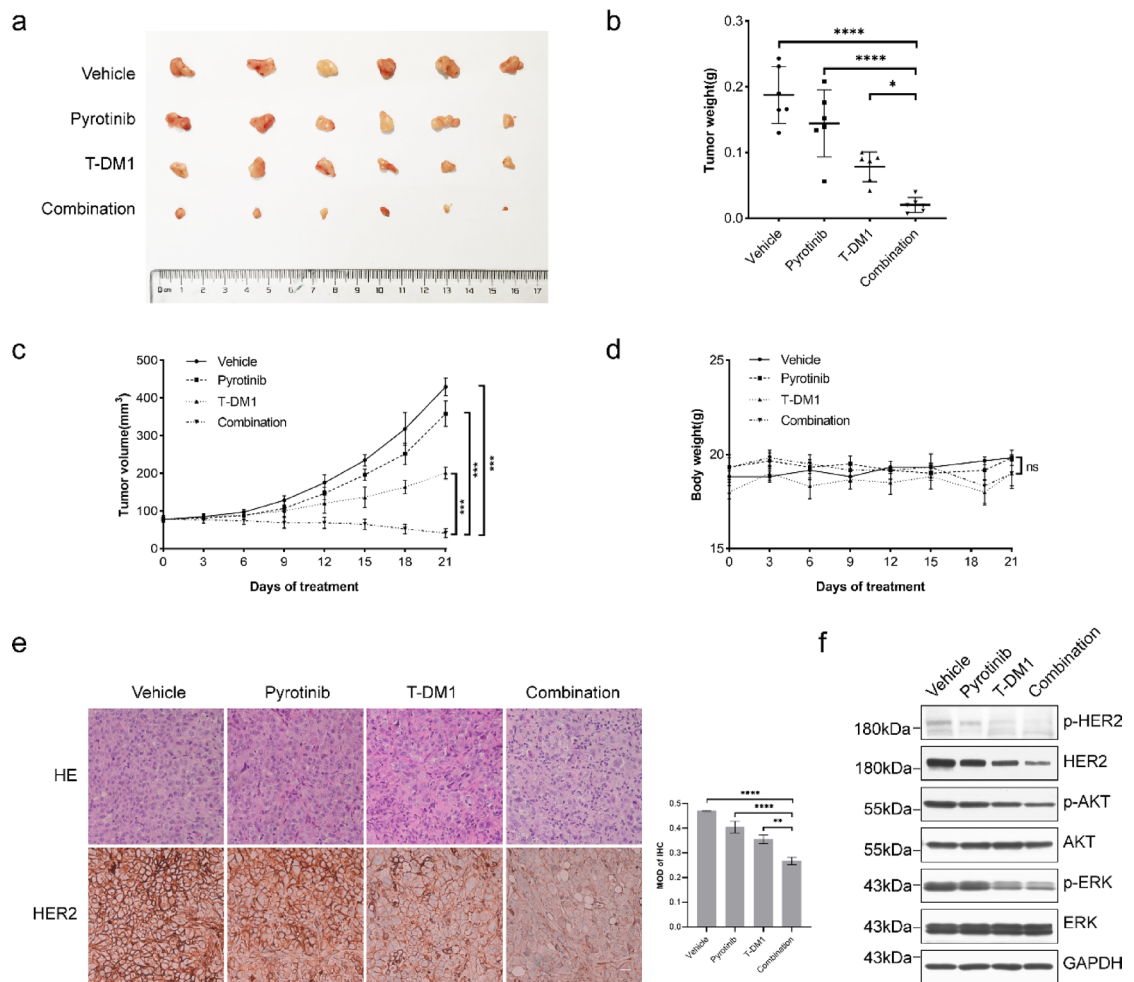 a
Vehicle
Pyrotinib
T-DM1
Combination
0 cm 1 2 3 4 5 6 7 8 9 10 11 12 13 14 15 16 17
b
Tumor weight(g)
0.3
0.2
0.1
0.0
****
****
*
Vehicle
Pyrotinib
T-DM1
Combination
c
Tumor volume(mm³)
500
400
300
200
100
0
Vehicle
Pyrotinib
T-DM1
Combination
***
***
***
0 3 6 9 12 15 18 21
Days of treatment
d
Body weight(g)
25
20
15
Vehicle
Pyrotinib
T-DM1
Combination
ns
0 3 6 9 12 15 18 21
Days of treatment
e
Vehicle Pyrotinib T-DM1 Combination
HE
HER2
MOD of IHC
0.5
0.4
0.3
0.2
0.1
0.0
****
****
**
Vehicle
Pyrotinib
T-DM1
Combination
f
Vehicle Pyrotinib T-DM1 Combination
180kDa p-HER2
180kDa HER2
55kDa p-AKT
55kDa AKT
43kDa p-ERK
43kDa ERK
43kDa GAPDH